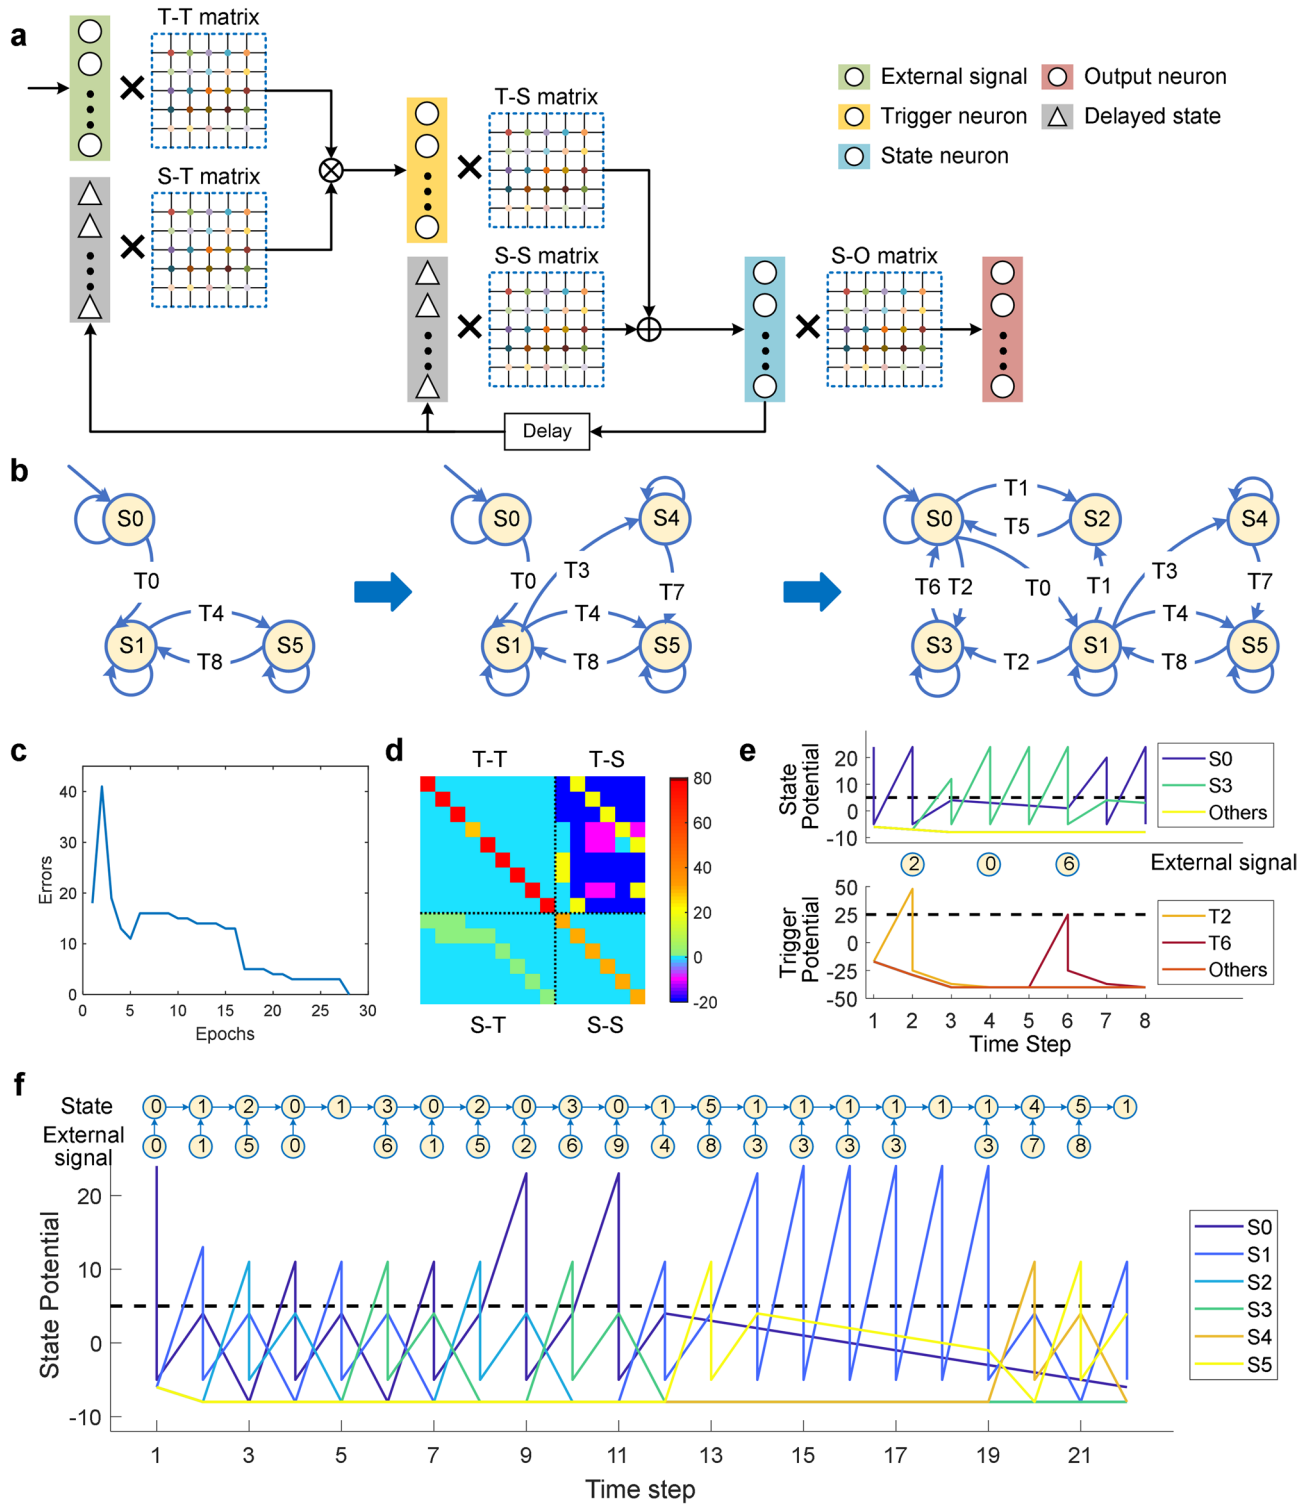 a
T-T matrix
S-T matrix
T-S matrix
S-S matrix
S-O matrix
Delay
External signal
Output neuron
Trigger neuron
Delayed state
State neuron
b
S0
T0
S1
T4
T8
S5
S0
S4
T0
T3
T7
S1
T4
T8
S5
S0
T1
T5
S2
S4
T6
T2
T0
T1
T3
T7
S3
T2
S1
T4
T8
S5
c
Errors
40
30
20
10
0
0 5 10 15 20 25 30
Epochs
d
T-T
T-S
S-T
S-S
80
60
40
20
0
-20
e
State
Potential
20
10
0
-10
S0
S3
Others
2 0 6
External signal
Trigger
Potential
50
25
0
-25
-50
T2
T6
Others
1 2 3 4 5 6 7 8
Time Step
f
State
0 1 2 0 1 3 0 2 0 3 0 1 5 1 1 1 1 1 1 4 5 1
External
signal
0 1 5 0 6 1 5 2 6 9 4 8 3 3 3 3 3 7 8
State Potential
20
10
0
-10
1 3 5 7 9 11 13 15 17 19 21
Time step
S0
S1
S2
S3
S4
S5